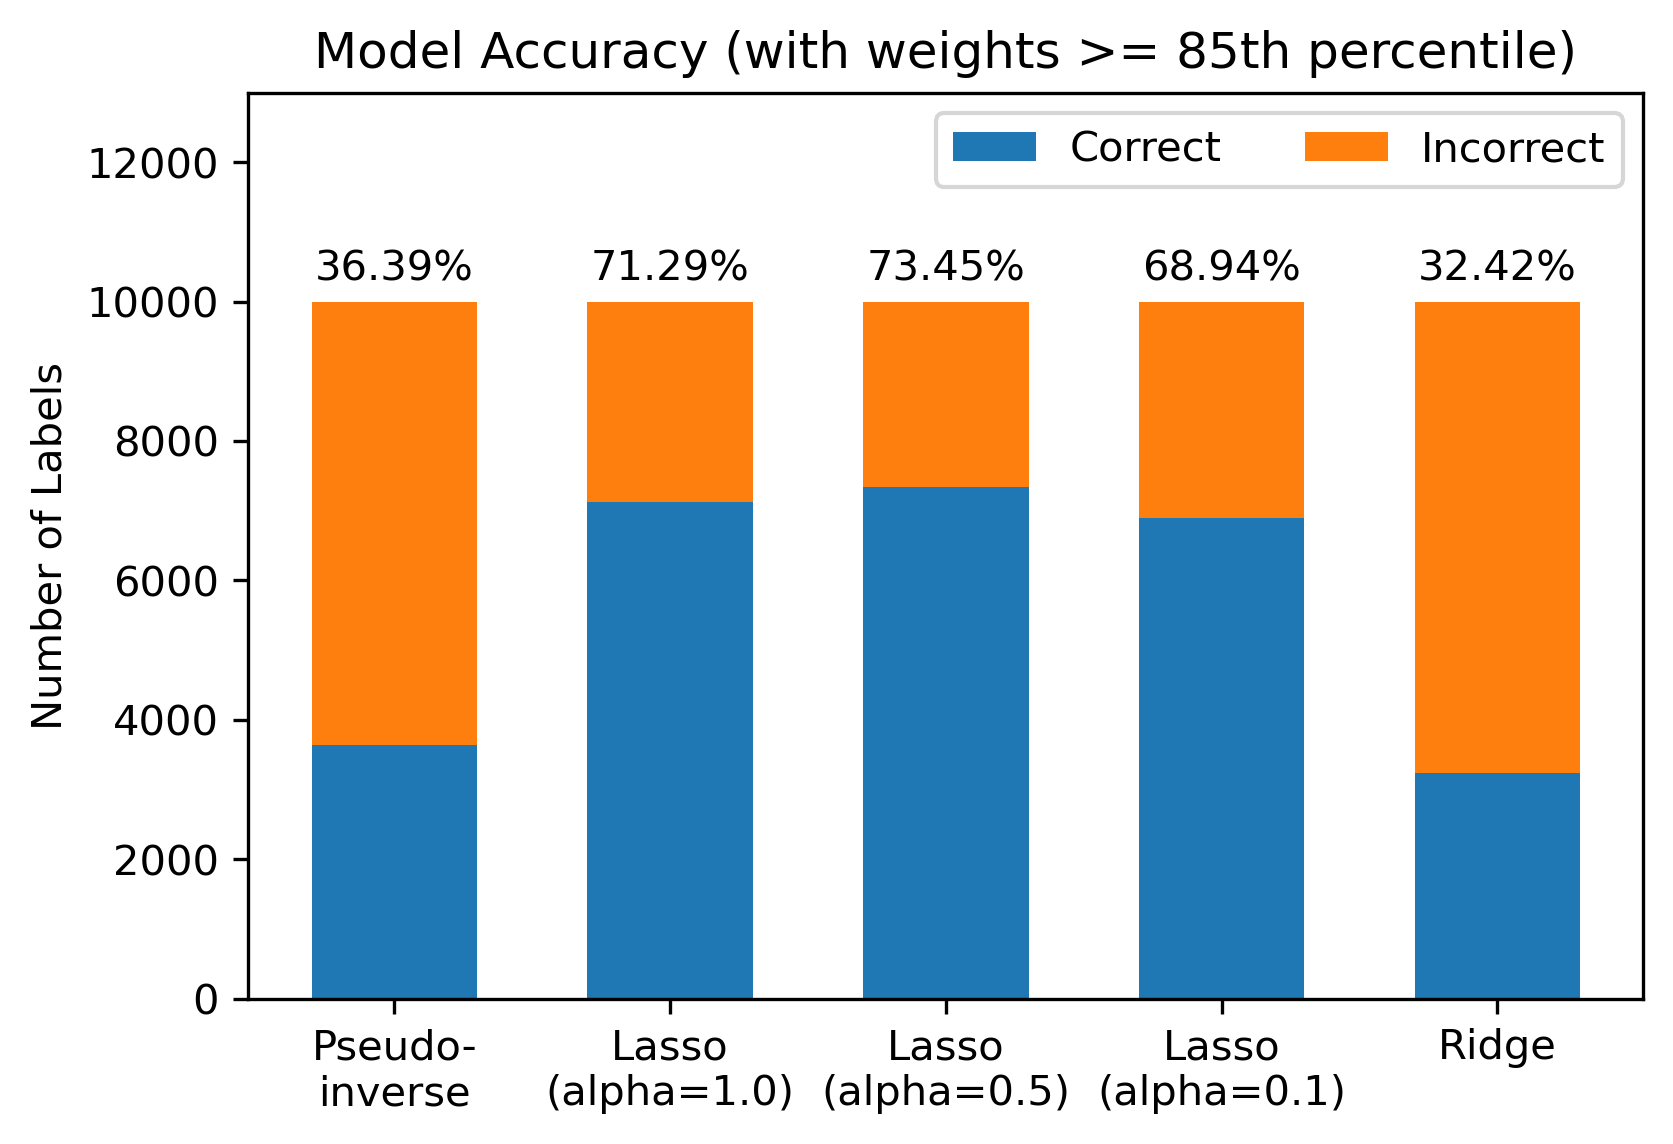 Model Accuracy (with weights >= 85th percentile)
Correct Incorrect
12000
36.39% 71.29% 73.45% 68.94% 32.42%
10000
8000
Number of Labels
6000
4000
2000
0
Pseudo-
inverse
Lasso
(alpha=1.0)
Lasso
(alpha=0.5)
Lasso
(alpha=0.1)
Ridge